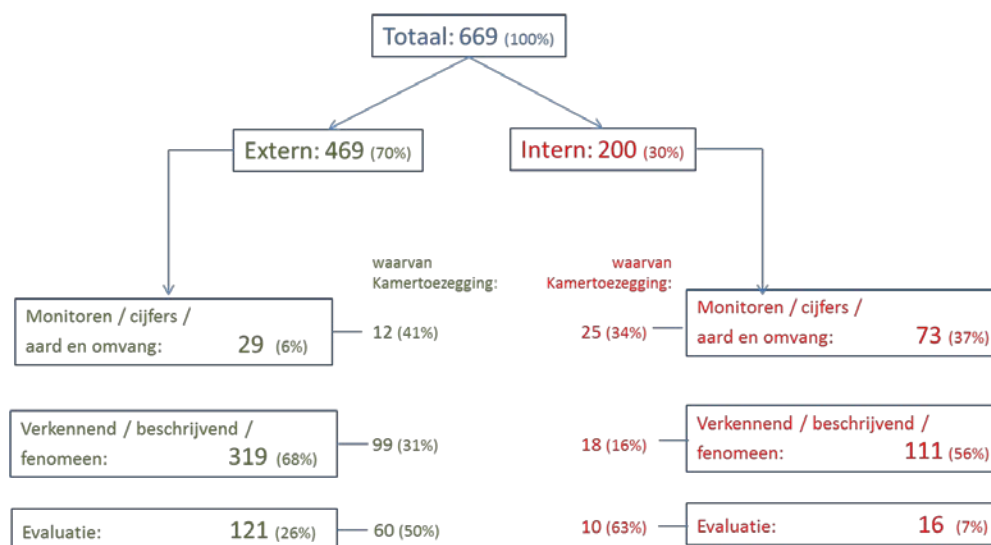 Totaal: 669 (100%)
Extern: 469 (70%)
Intern: 200 (30%)
waarvan
Kamertoezegging:
waarvan
Kamertoezegging:
Monitoren / cijfers /
aard en omvang: 29 (6%)
12 (41%)
25 (34%)
Monitoren / cijfers /
aard en omvang: 73 (37%)
Verkennend / beschrijvend /
fenomeen: 319 (68%)
99 (31%)
18 (16%)
Verkennend / beschrijvend /
fenomeen: 111 (56%)
Evaluatie: 121 (26%)
60 (50%)
10 (63%)
Evaluatie: 16 (7%)